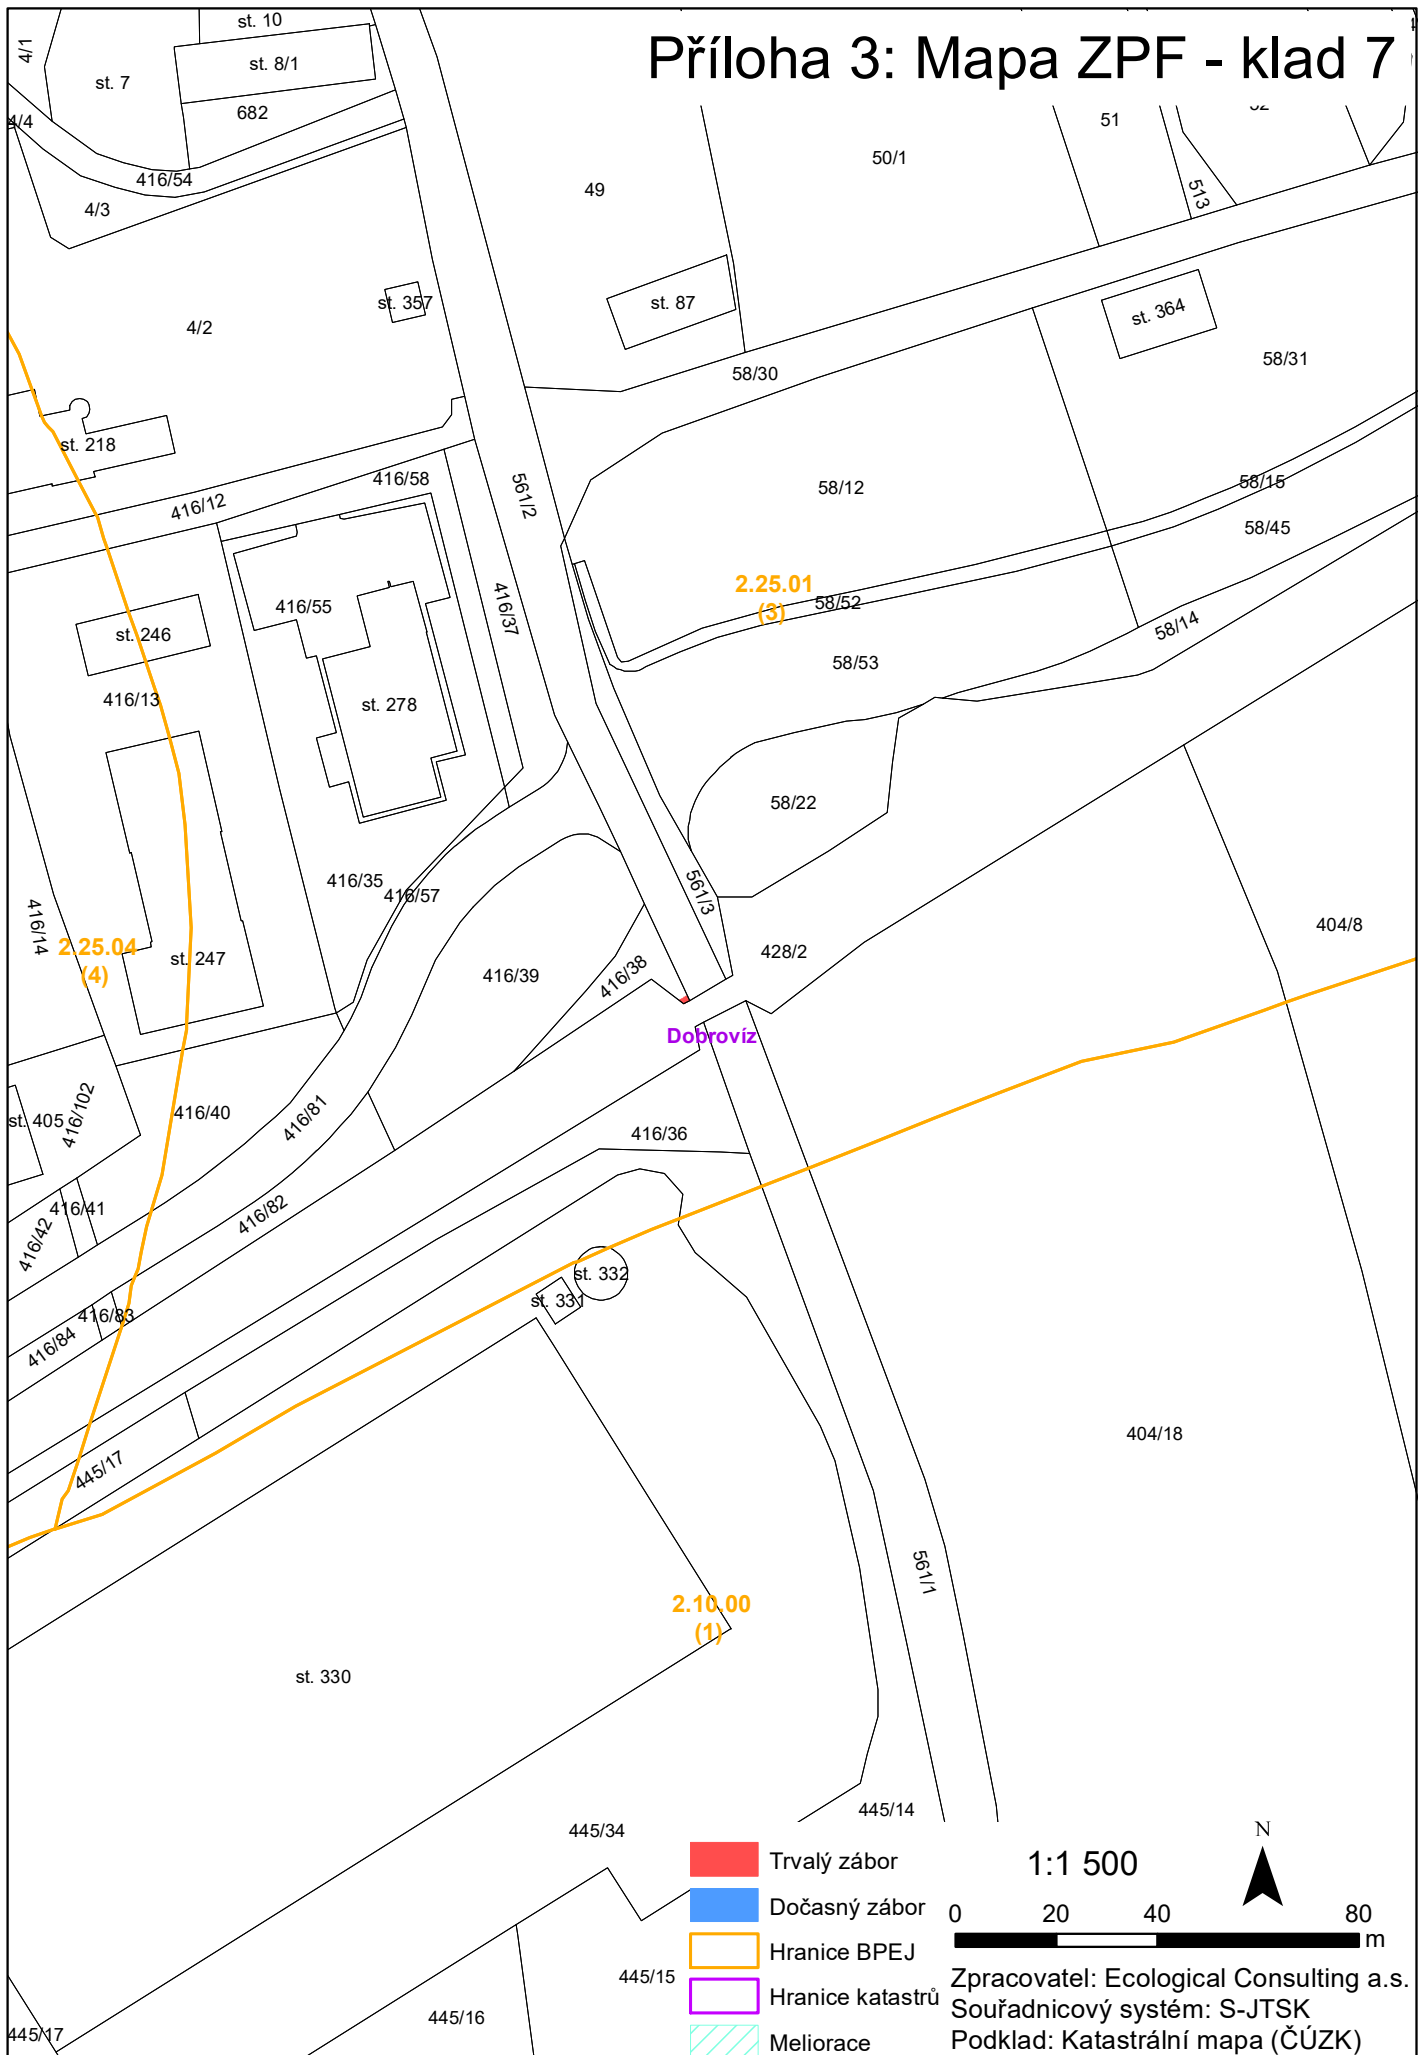 Příloha 3: Mapa ZPF - klad 7
st. 10
4/1
st. 8/1
st. 7
682
51
4/4
50/1
416/54
49
513
4/3
st. 357
st. 87
st. 364
4/2
58/31
58/30
st. 218
416/58
561/2
58/12
58/15
416/12
58/45
2.25.01
(3)
58/52
416/55
416/37
st. 246
58/14
58/53
416/13
st. 278
58/22
416/35
416/57
561/3
416/14
404/8
2.25.04
(4)
428/2
st. 247
416/39
416/38
Dobrovíz
st. 405
416/102
416/40
416/81
416/36
416/41
416/42
416/82
st. 332
st. 331
416/83
416/84
404/18
445/17
561/1
2.10.00
(1)
st. 330
445/14
445/34
445/15
445/16
445/17
Trvalý zábor
Dočasný zábor
Hranice BPEJ
Hranice katastrů
Meliorace
1:1 500
N
0 20 40 80
m
Zpracovatel: Ecological Consulting a.s.
Souřadnicový systém: S-JTSK
Podklad: Katastrální mapa (ČÚZK)